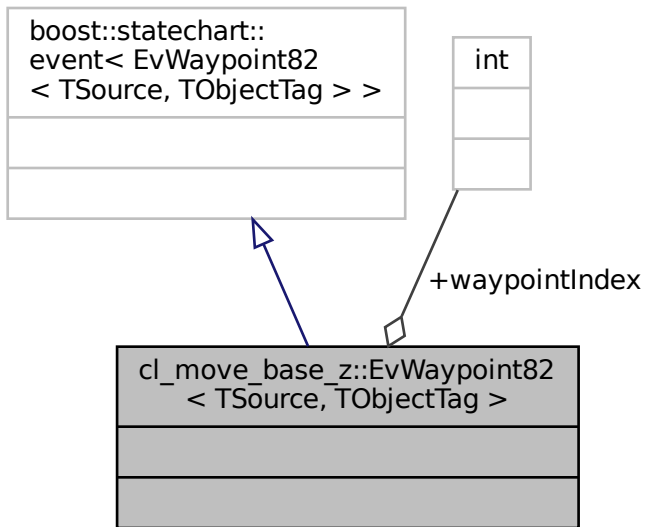 boost::statechart::
event< EvWaypoint82
< TSource, TObjectTag > >
int
+waypointIndex
cl_move_base_z::EvWaypoint82
< TSource, TObjectTag >